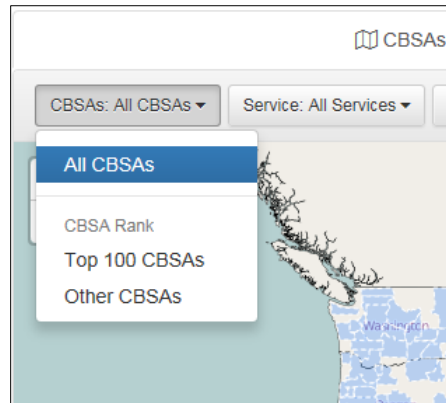 CBSAs
CBSAs: All CBSAs
Service: All Services
All CBSAs
CBSA Rank
Top 100 CBSAs
Other CBSAs
Washington